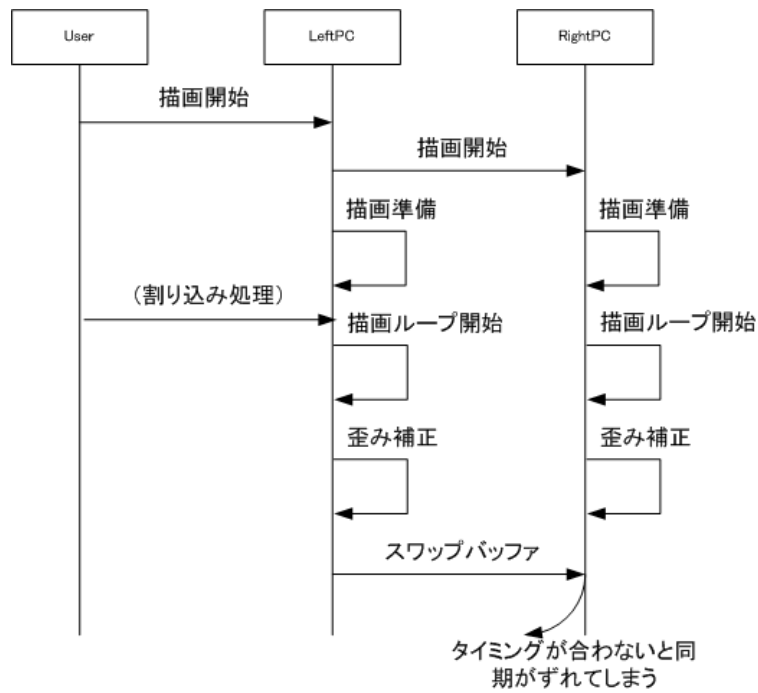 User
LeftPC
RightPC
描画開始
描画開始
描画準備
描画準備
(割り込み処理)
描画ループ開始
描画ループ開始
歪み補正
歪み補正
スワップバッファ
タイミングが合わないと同
期がずれてしまう